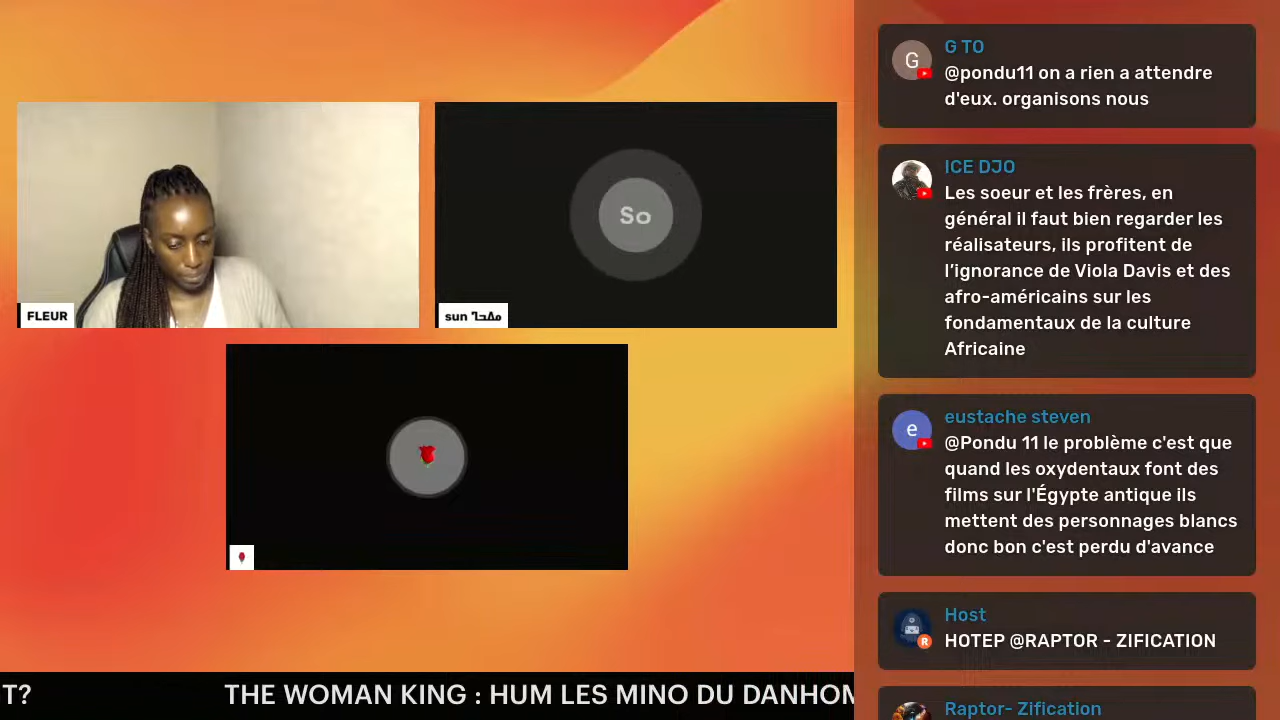 G TO
G
@pondu11 on a rien a attendre
d'eux. organisons nous
ICE DJO
Les soeur et les frères, en
général il faut bien regarder les
réalisateurs, ils profitent de
l'ignorance de Viola Davis et des
afro-américains sur les
fondamentaux de la culture
Africaine
So
FLEUR
sun
eustache steven
e
@Pondu 11 le problème c'est que
quand les oxydentaux font des
films sur l'Égypte antique ils
mettent des personnages blancs
donc bon c'est perdu d'avance
Host
R
HOTEP @RAPTOR - ZIFICATION
Raptor- Zification
T? THE WOMAN KING : HUM LES MINO DU DANHOM